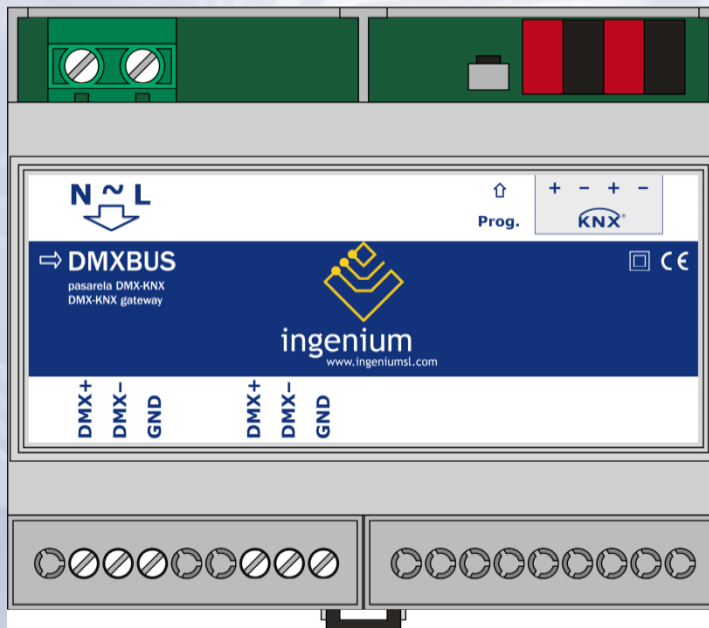 N ~ L
+ − + −
Prog.
KNX®
⇨ DMXBUS
CE
pasarela DMX-KNX
DMX-KNX gateway
ingenium
www.ingeniumsl.com
DMX+
DMX−
GND
DMX+
DMX−
GND